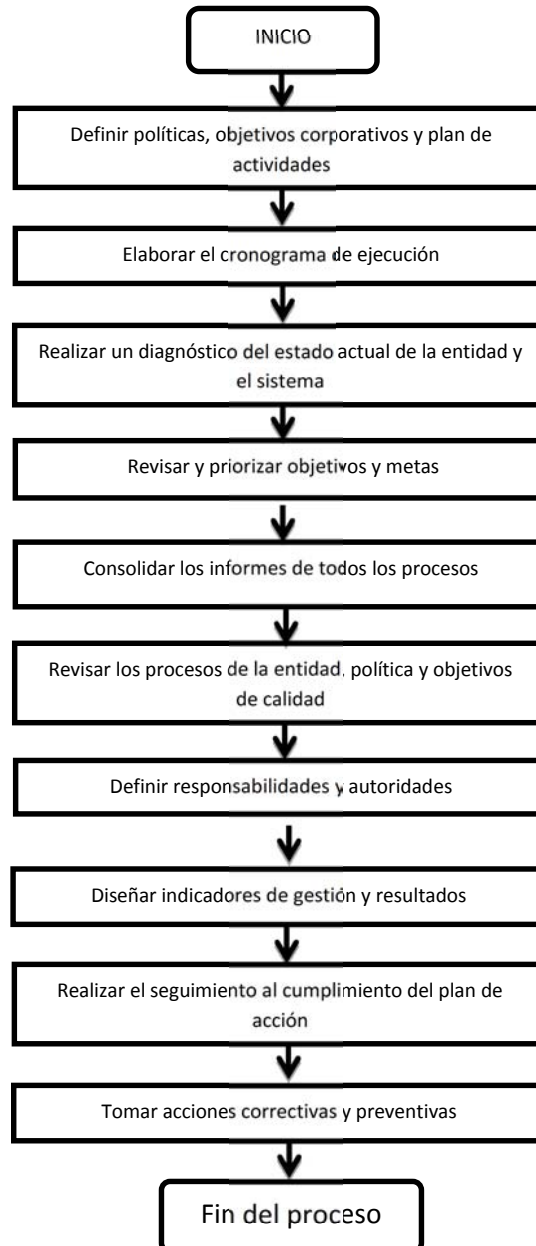 INICIO
Definir políticas, objetivos corporativos y plan de
actividades
Elaborar el cronograma de ejecución
Realizar un diagnóstico del estado actual de la entidad y
el sistema
Revisar y priorizar objetivos y metas
Consolidar los informes de todos los procesos
Revisar los procesos de la entidad, política y objetivos
de calidad
Definir responsabilidades y autoridades
Diseñar indicadores de gestión y resultados
Realizar el seguimiento al cumplimiento del plan de
acción
Tomar acciones correctivas y preventivas
Fin del proceso